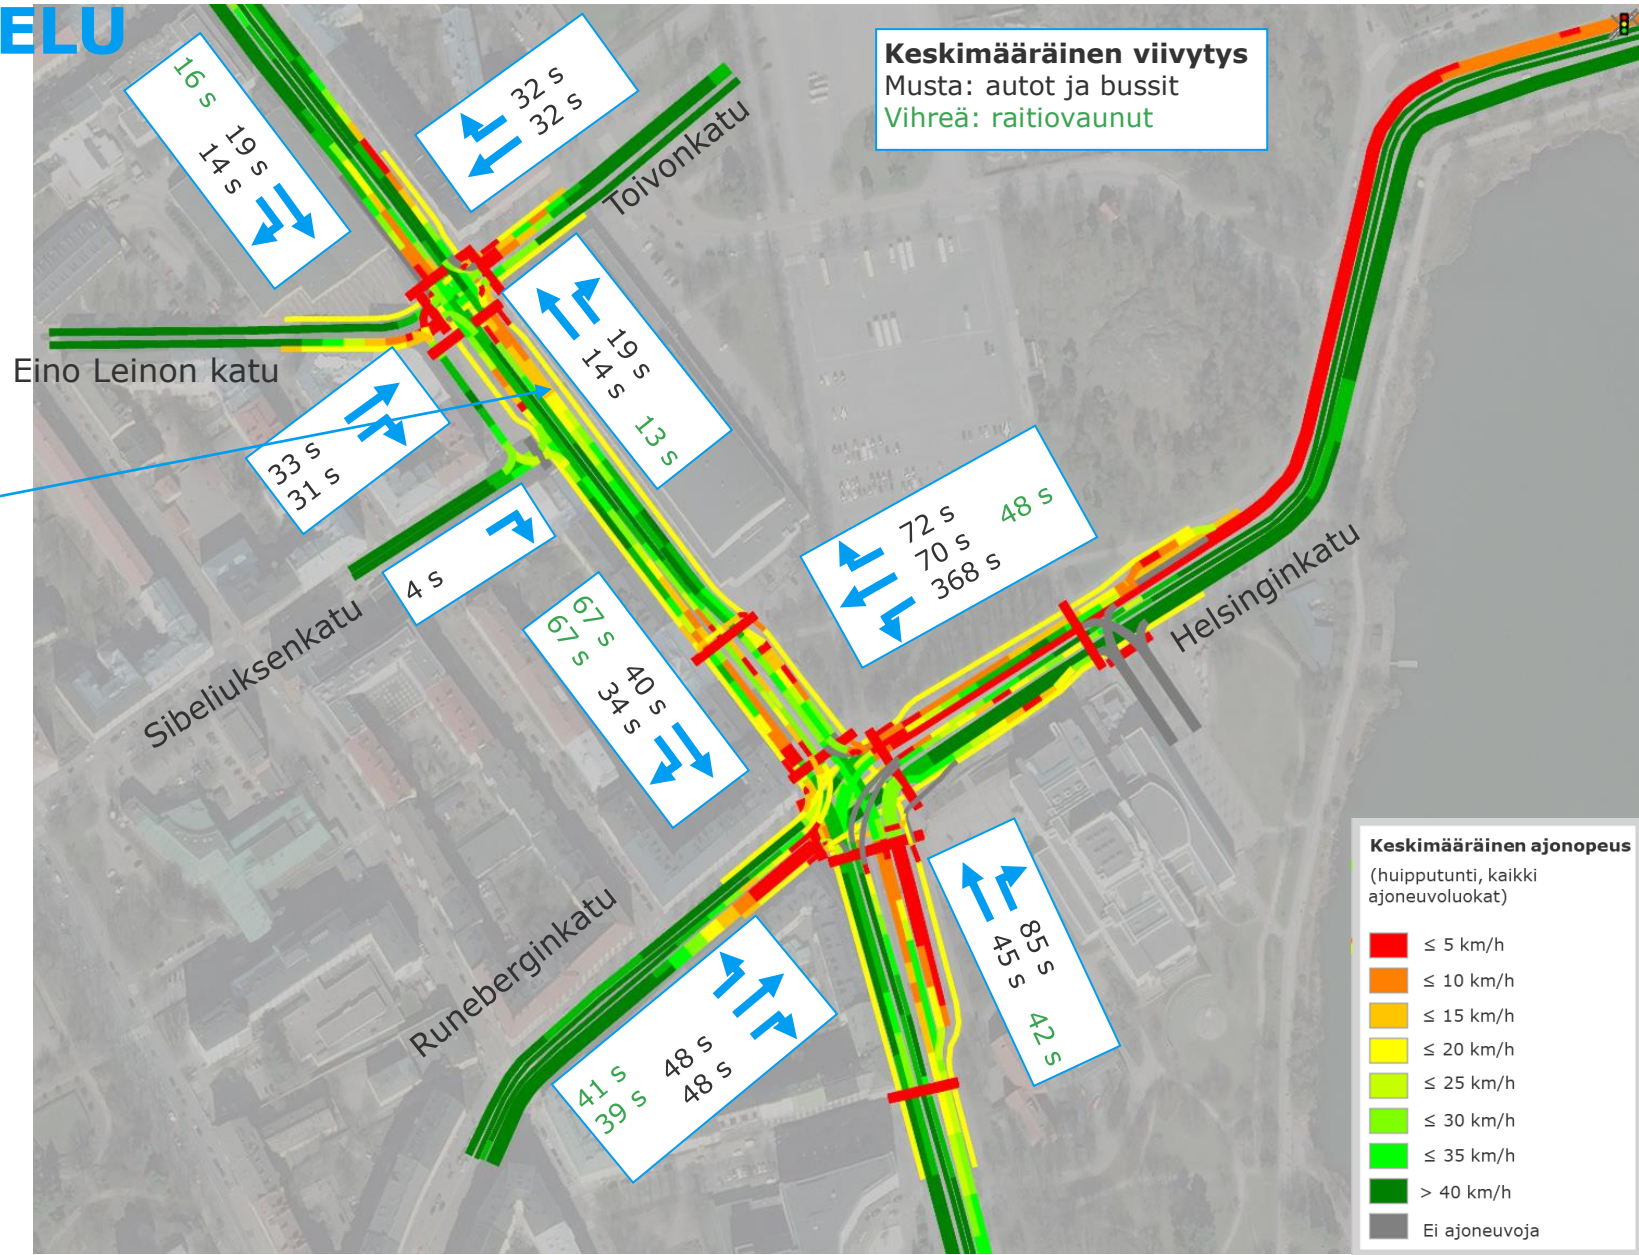 ELU
Keskimääräinen viivytys
Musta: autot ja bussit
Vihreä: raitiovaunut
16 s
19 s
14 s
32 s
32 s
Toivonkatu
Eino Leinon katu
19 s
14 s
13 s
33 s
31 s
4 s
Sibeliuksenkatu
72 s
70 s
368 s
48 s
Helsinginkatu
67 s
67 s
40 s
34 s
85 s
45 s
42 s
Runeberginkatu
41 s
39 s
48 s
48 s
Keskimääräinen ajonopeus
(huipputunti, kaikki
ajoneuvoluokat)
≤ 5 km/h
≤ 10 km/h
≤ 15 km/h
≤ 20 km/h
≤ 25 km/h
≤ 30 km/h
≤ 35 km/h
> 40 km/h
Ei ajoneuvoja